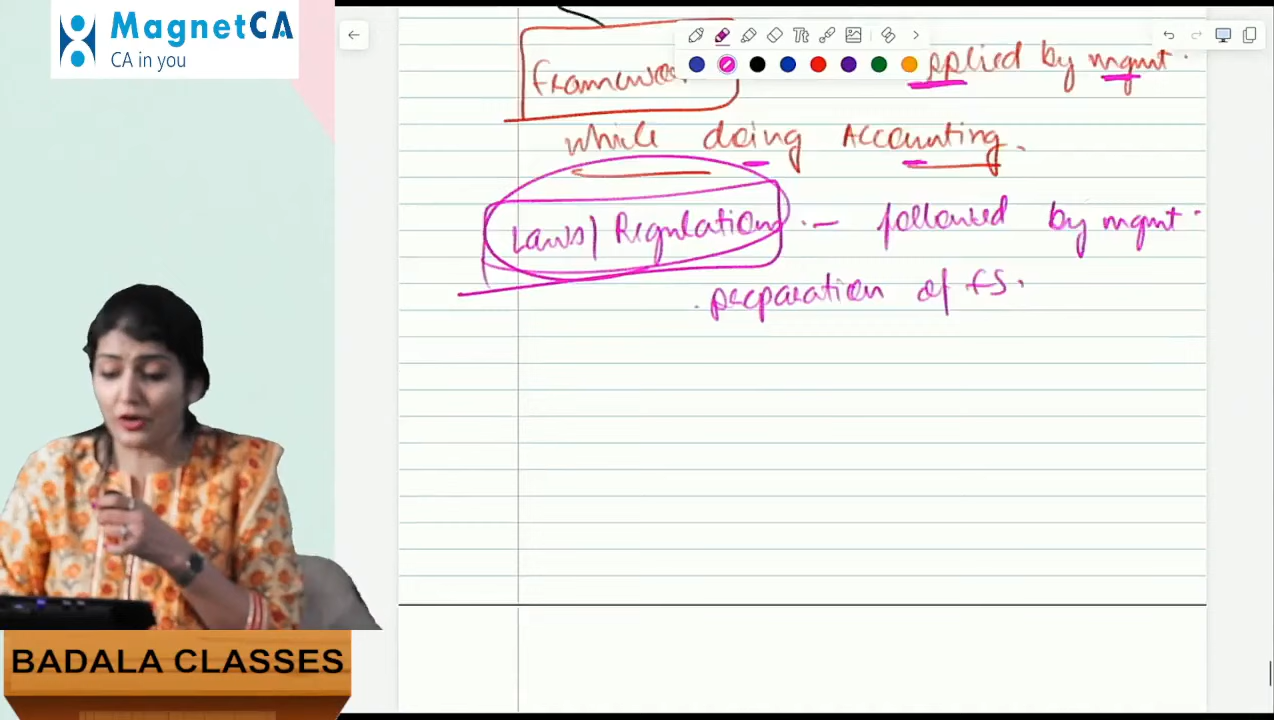 MagnetCA
CA in you
framework applied by mgmt.
while doing Accounting.
Laws/ Regulation - followed by mgmt.
preparation of FS.
BADALA CLASSES